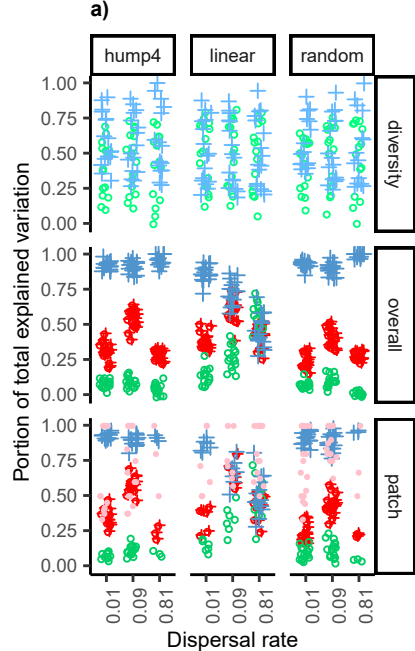 a)
hump4 linear random
1.00
0.75
0.50
0.25
0.00
diversity
1.00
0.75
0.50
0.25
0.00
overall
1.00
0.75
0.50
0.25
0.00
patch
Portion of total explained variation
0.01 0.09 0.81 0.01 0.09 0.81 0.01 0.09 0.81
Dispersal rate